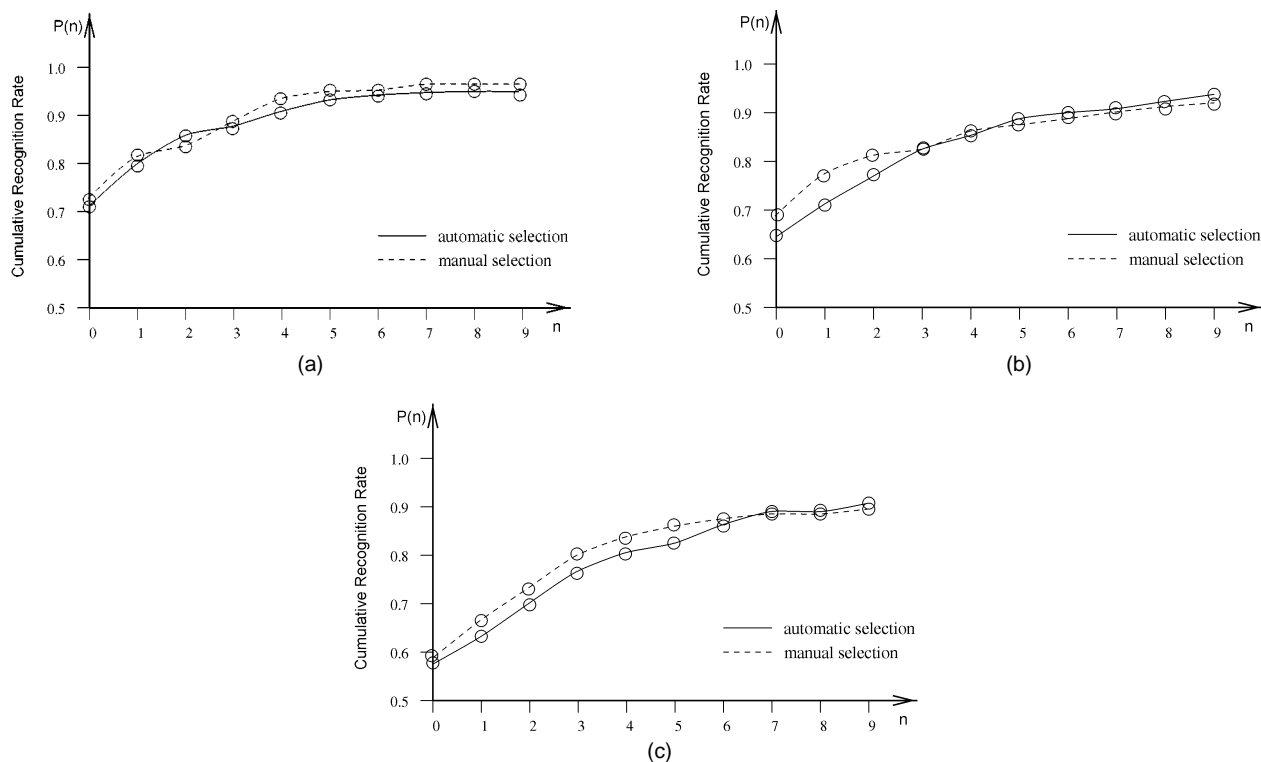 P(n)
Cumulative Recognition Rate
1.0
0.9
0.8
0.7
0.6
0.5
automatic selection
manual selection
0 1 2 3 4 5 6 7 8 9
n
(a)
P(n)
Cumulative Recognition Rate
1.0
0.9
0.8
0.7
0.6
0.5
automatic selection
manual selection
0 1 2 3 4 5 6 7 8 9
n
(b)
P(n)
Cumulative Recognition Rate
1.0
0.9
0.8
0.7
0.6
0.5
automatic selection
manual selection
0 1 2 3 4 5 6 7 8 9
n
(c)